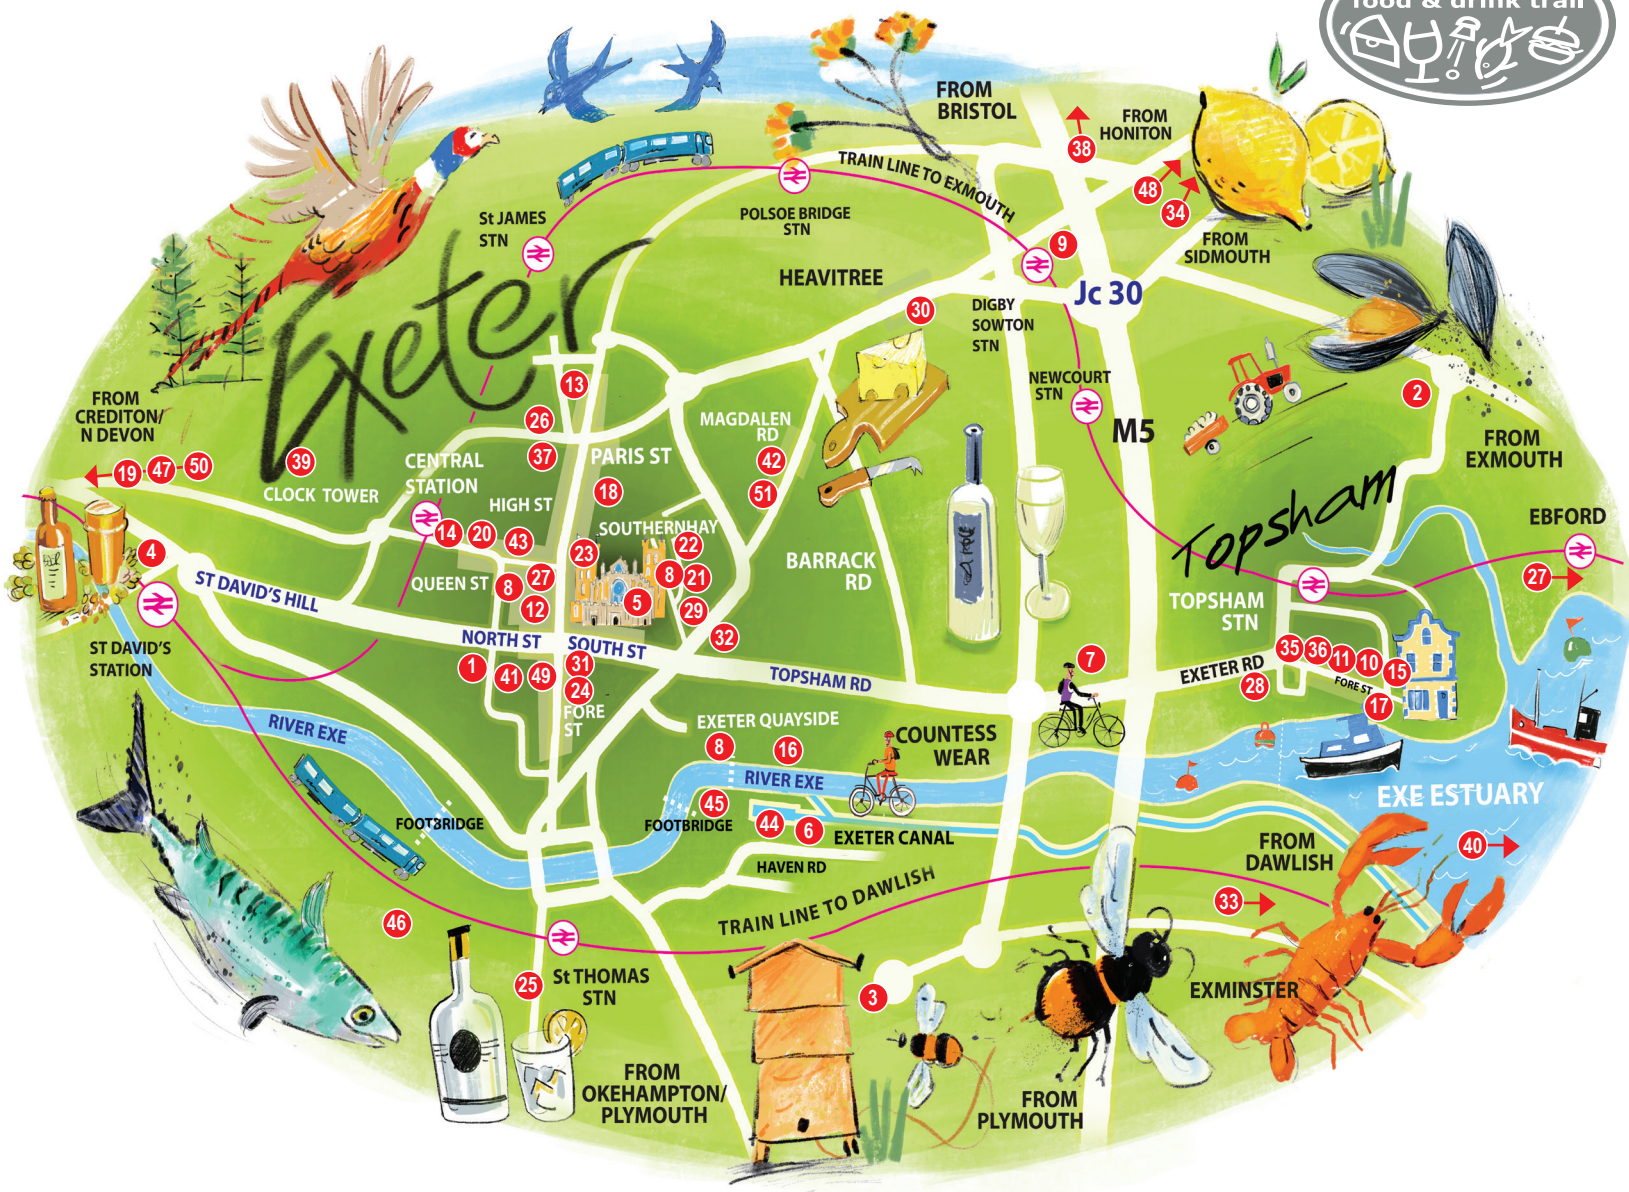 food & drink trail
FROM
BRISTOL
38
FROM
HONITON
48
34
TRAIN LINE TO EXMOUTH
St JAMES
STN
POLSOE BRIDGE
STN
FROM
SIDMOUTH
9
HEAVITREE
Jc 30
Exeter
30
DIGBY
SOWTON
STN
NEWCOURT
STN
M5
13
2
FROM
CREDITON/
N DEVON
26
MAGDALEN
RD
FROM
EXMOUTH
19
47
50
39
CLOCK TOWER
CENTRAL
STATION
37
PARIS ST
42
51
18
HIGH ST
Topsham
EBFORD
14
20
43
SOUTHERNHAY
4
23
22
BARRACK
RD
27
ST DAVID'S HILL
QUEEN ST
8
27
12
8
21
5
29
32
TOPSHAM
STN
ST DAVID'S
STATION
NORTH ST
SOUTH ST
1
41
49
31
24
FORE
ST
TOPSHAM RD
7
EXETER RD
28
35
36
11
10
15
FORE ST
17
RIVER EXE
EXETER QUAYSIDE
8
16
COUNTESS
WEAR
RIVER EXE
EXE ESTUARY
FOOTBRIDGE
FOOTBRIDGE
45
44
6
EXETER CANAL
HAVEN RD
FROM
DAWLISH
40
TRAIN LINE TO DAWLISH
33
46
25
St THOMAS
STN
3
EXMINSTER
FROM
OKEHAMPTON/
PLYMOUTH
FROM
PLYMOUTH